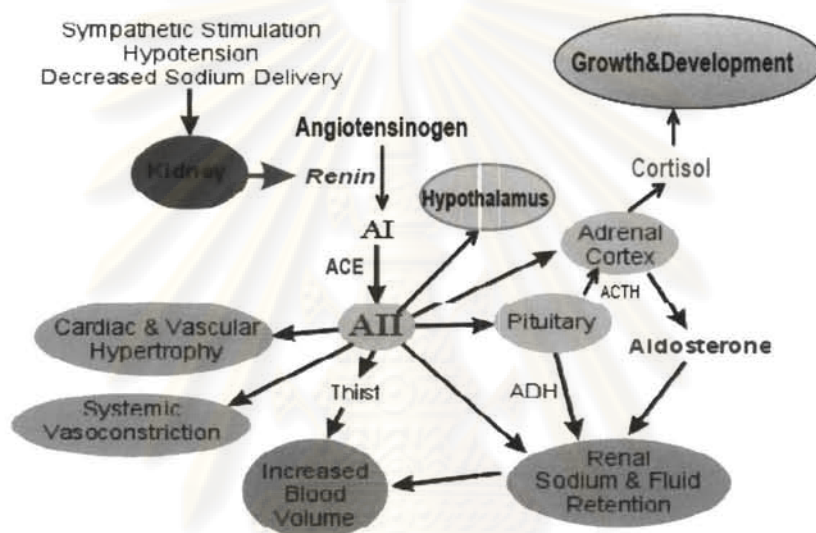 Sympathetic Stimulation
Hypotension
Decreased Sodium Delivery
Growth&Development
Angiotensinogen
Kidney
Renin
Cortisol
Hypothalamus
AI
Adrenal
Cortex
ACE
ACTH
Cardiac & Vascular
Hypertrophy
AII
Pituitary
Aldosterone
Thirst
ADH
Systemic
Vasoconstriction
Increased
Blood
Volume
Renal
Sodium & Fluid
Retention